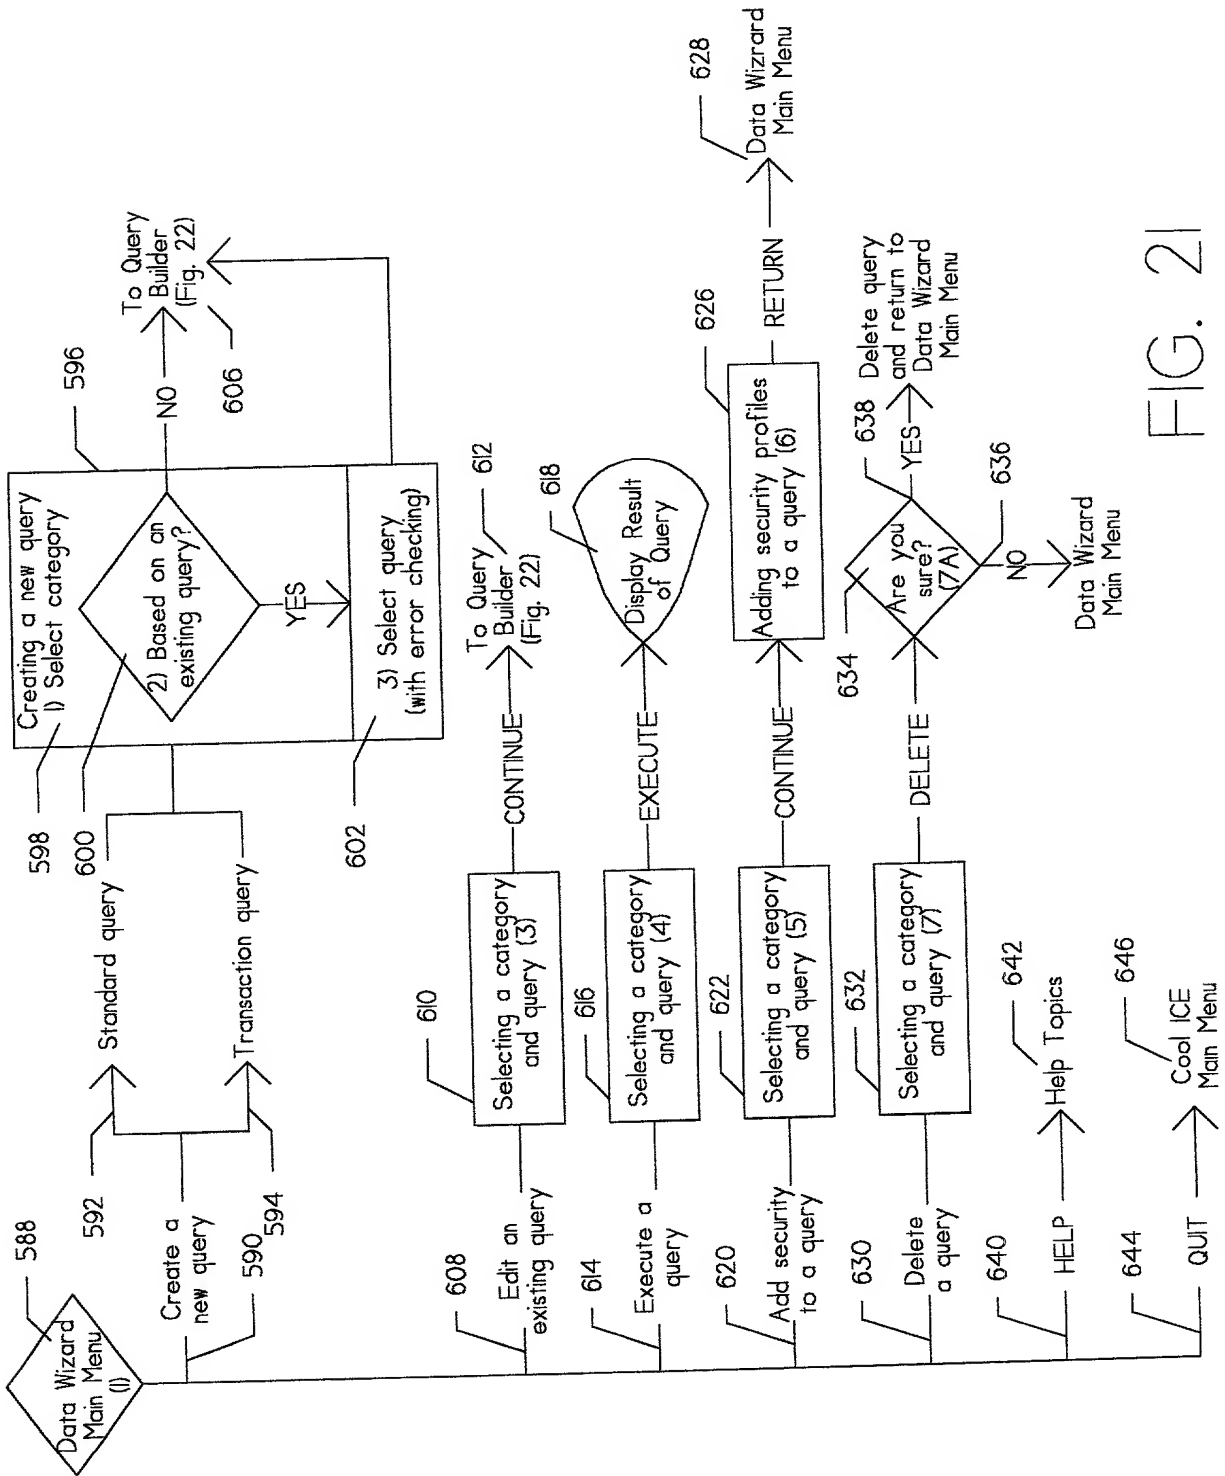 588
Data Wizard
Main Menu
(1)
590
Create a
new query
592
Standard query
594
Transaction query
596
598
Creating a new query
1) Select category
600
2) Based on an
existing query?
NO
606
To Query
Builder
(Fig. 22)
YES
602
3) Select query
(with error checking)
608
Edit an
existing query
610
Selecting a category
and query (3)
CONTINUE
To Query
Builder
(Fig. 22)
612
614
Execute a
query
616
Selecting a category
and query (4)
EXECUTE
618
Display Result
of Query
620
Add security
to a query
622
Selecting a category
and query (5)
CONTINUE
626
Adding security profiles
to a query (6)
RETURN
628
Data Wizrard
Main Menu
630
Delete
a query
632
Selecting a category
and query (7)
DELETE
634
Are you
sure?
(7A)
638
YES
Delete query
and return to
Data Wizard
Main Menu
636
NO
Data Wizard
Main Menu
640
HELP
642
Help Topics
644
QUIT
646
Cool ICE
Main Menu
FIG. 21